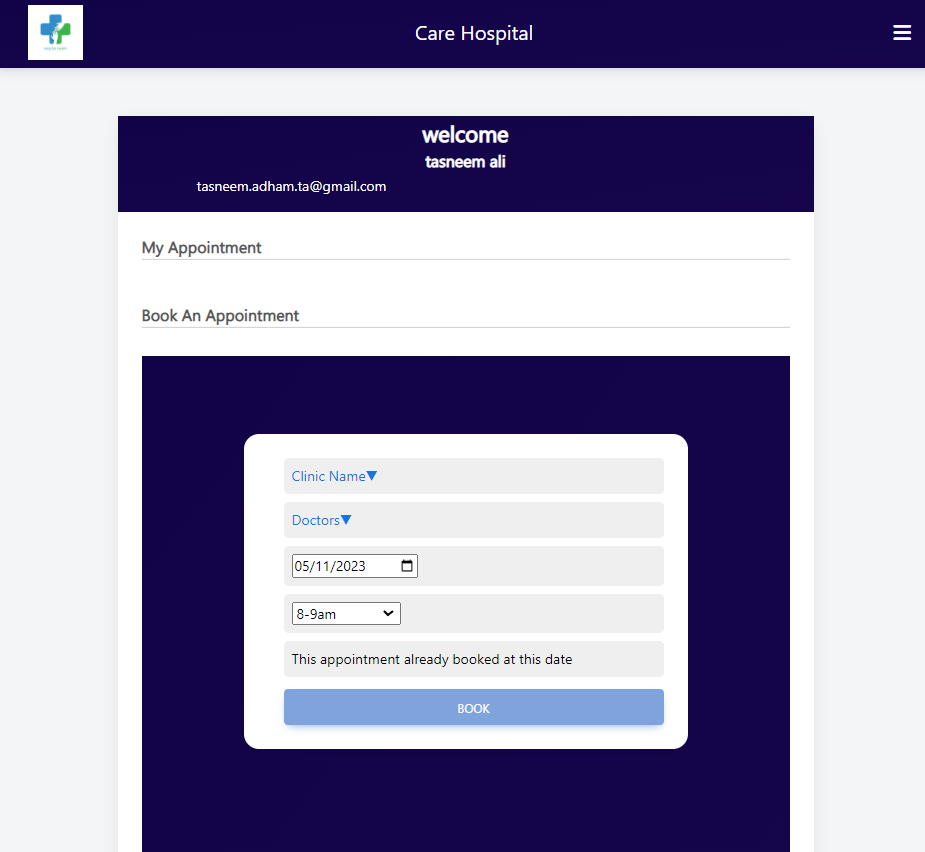 Care Hospital
welcome
tasneem ali
tasneem.adham.ta@gmail.com
My Appointment
Book An Appointment
Clinic Name▼
Doctors▼
05/11/2023
8-9am
This appointment already booked at this date
BOOK